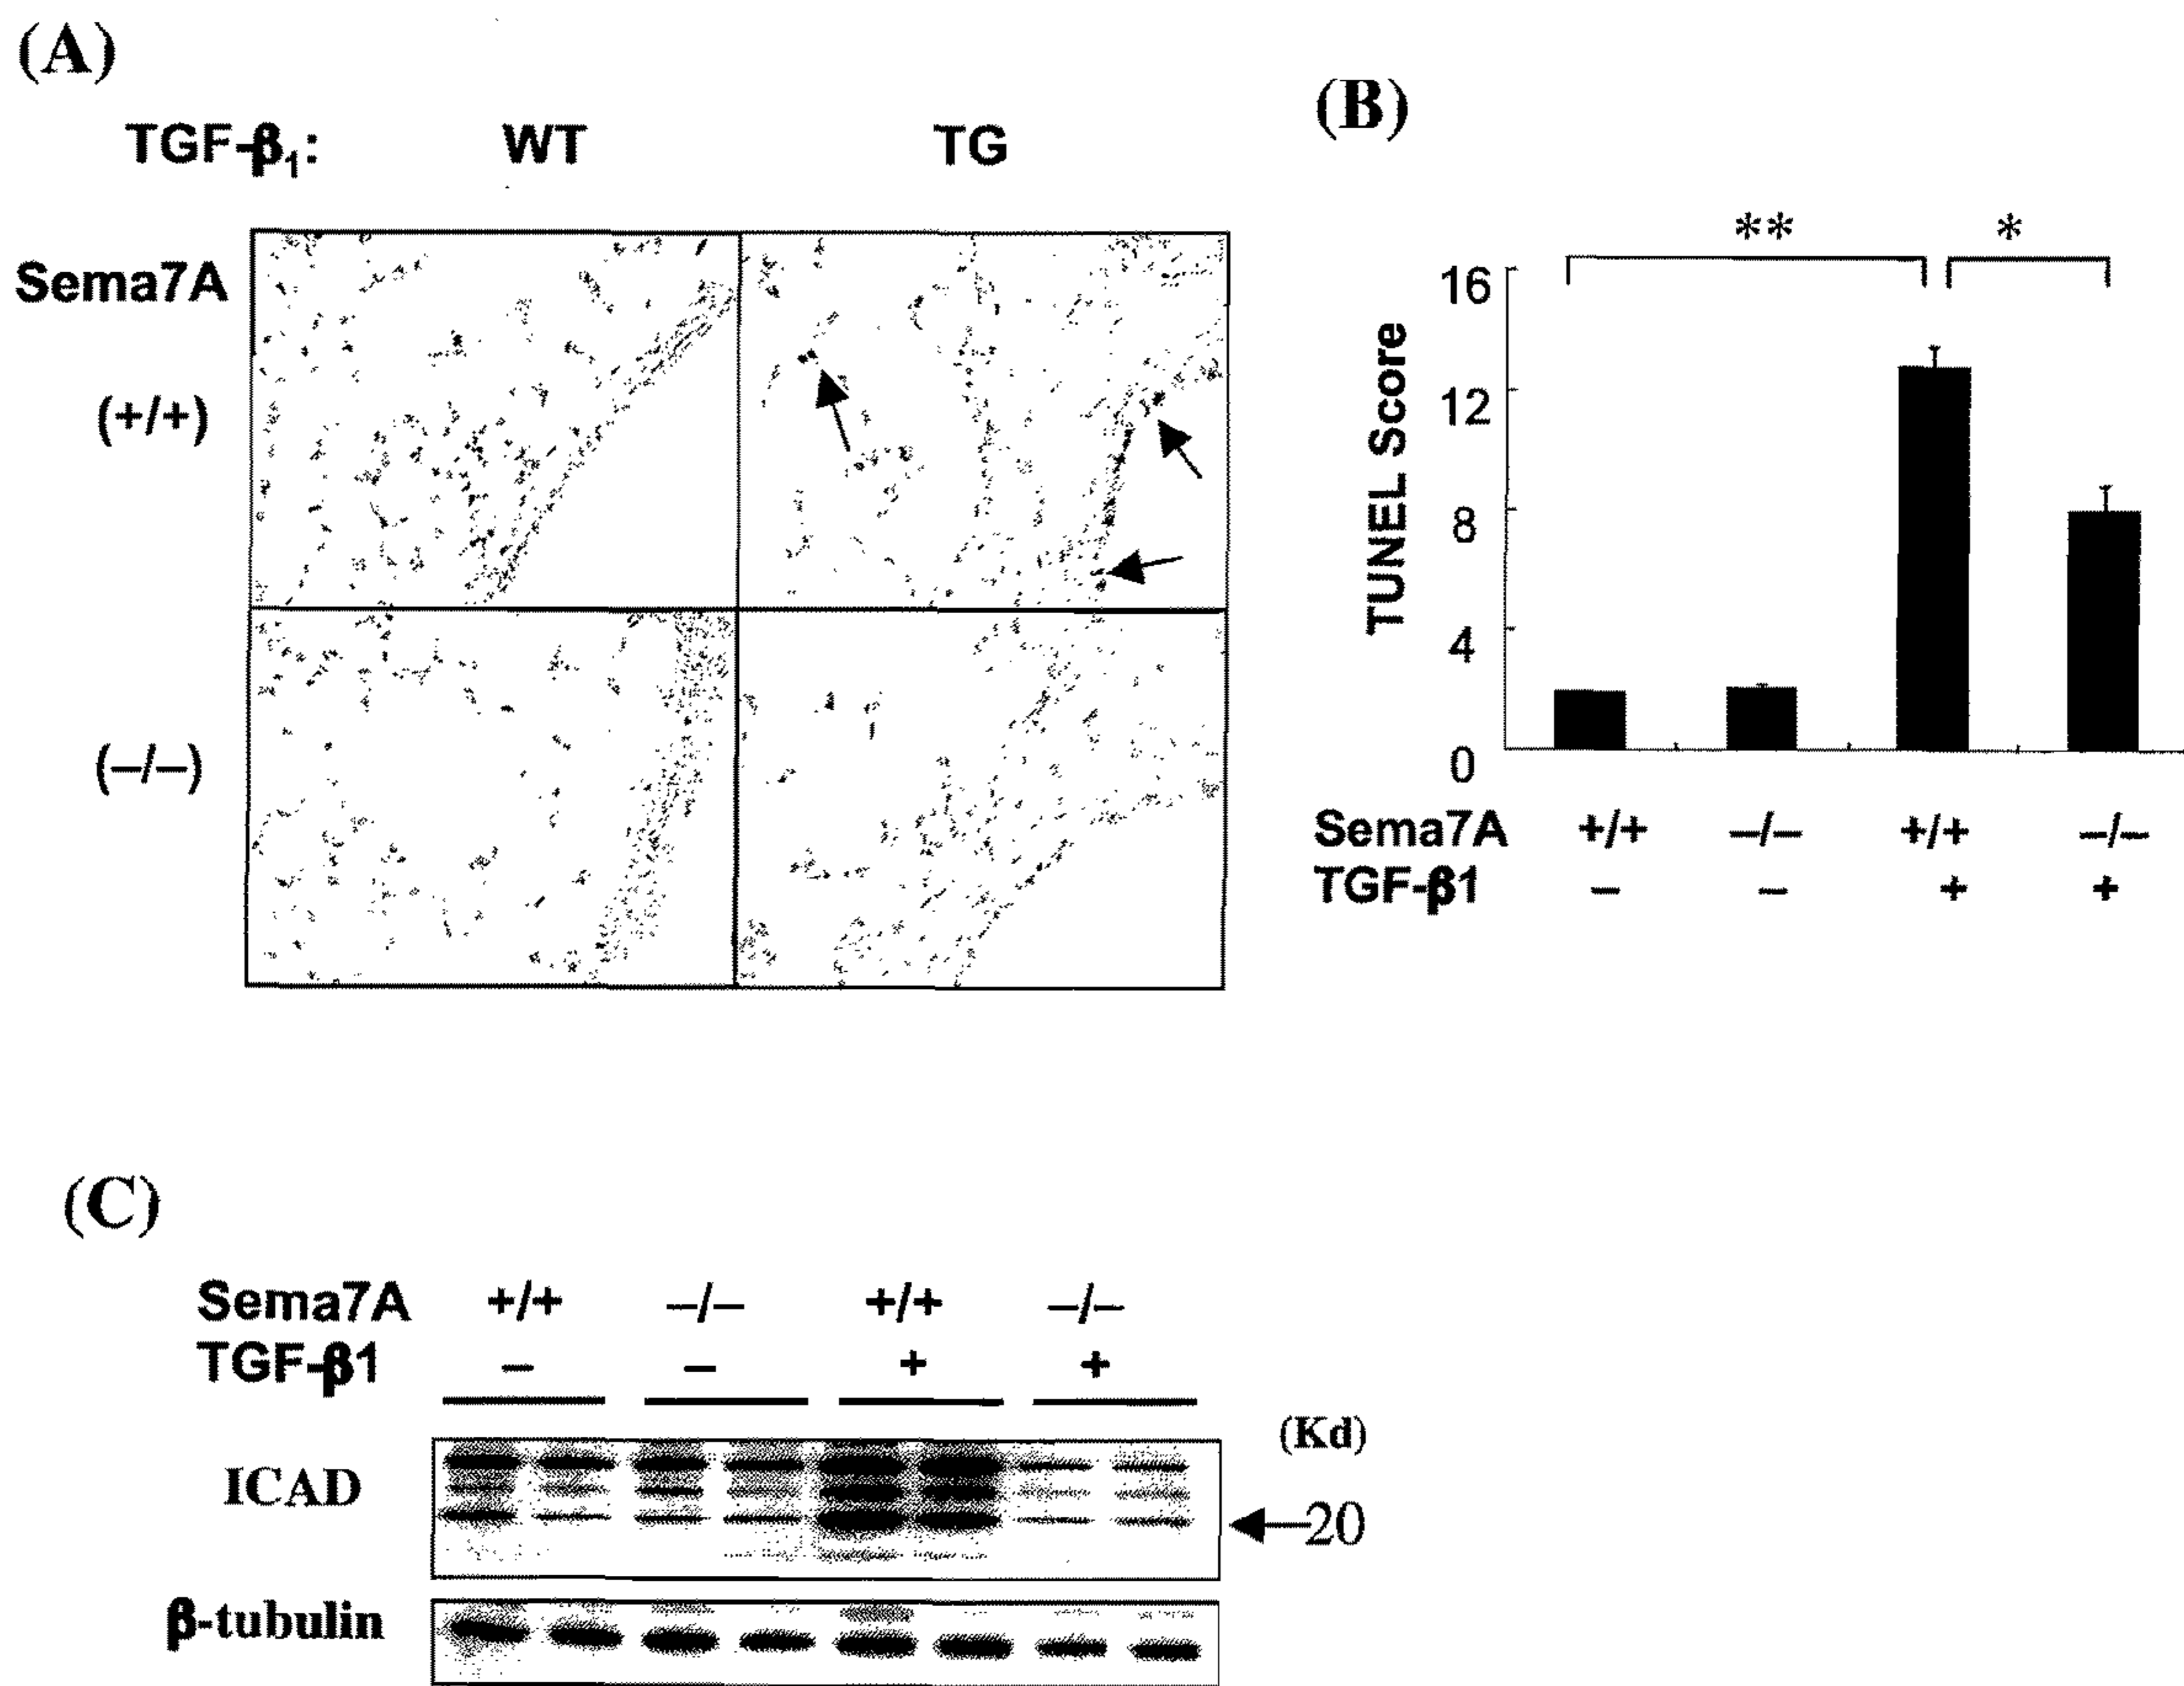 (A)
TGF-β₁: WT TG
Sema7A
(+/+)
(–/–)
(B)
** *
16
12
8
4
0
TUNEL Score
Sema7A +/+ –/– +/+ –/–
TGF-β1 – – + +
(C)
Sema7A +/+ –/– +/+ –/–
TGF-β1 – – + +
(Kd)
ICAD
20
β-tubulin